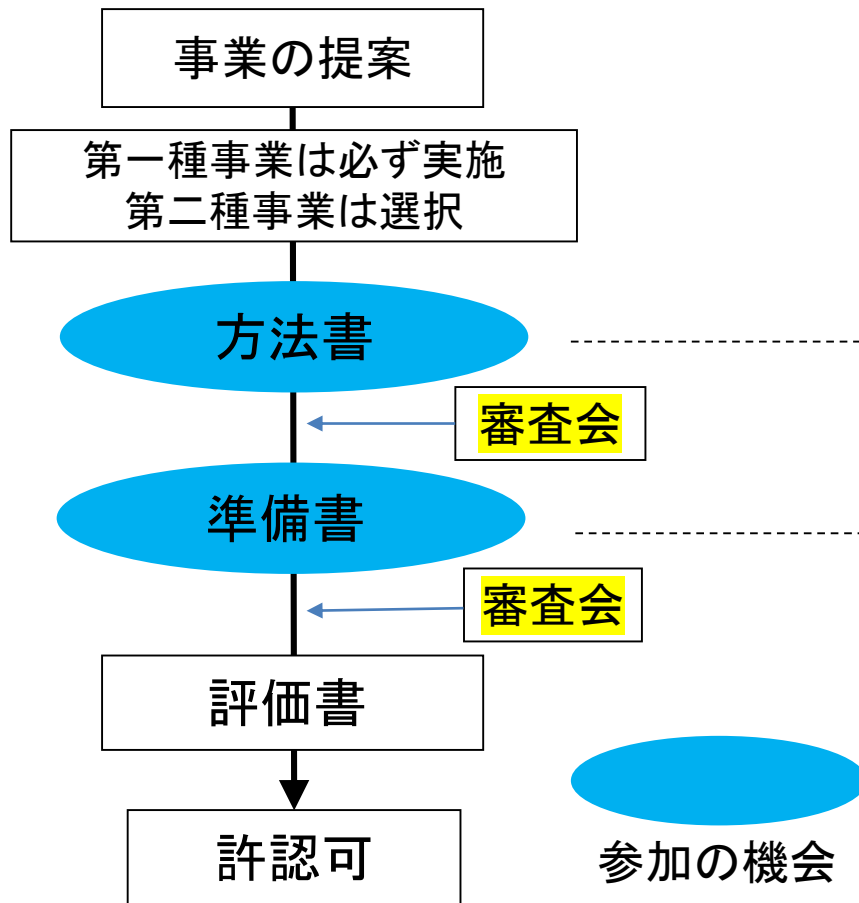 事業の提案
第一種事業は必ず実施
第二種事業は選択
方法書
審査会
準備書
審査会
評価書
許認可
参加の機会